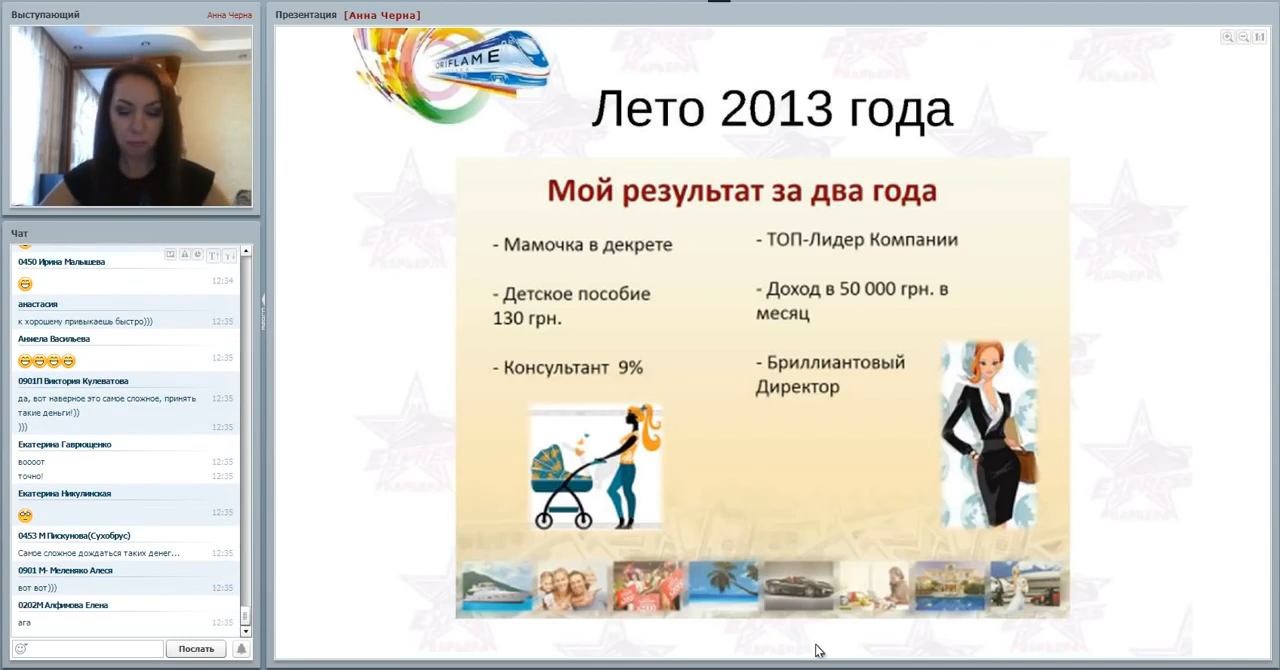 Выступающий
Анна Черна
Чат
0450 Ирина Малышева
12:34
анастасия
к хорошему привыкаешь быстро)))
12:35
Анжела Васильева
12:35
0901П Виктория Кулеватова
да, вот наверное это самое сложное, принять
12:35
такие деньги!))
)))
12:35
Екатерина Гаврющенко
воооот
12:35
точно!
12:35
Екатерина Никулинская
12:35
0453 М Пискунова(Сухобрус)
Самое сложное дождаться таких денег...
12:35
0901 М- Меленяко Алеся
вот вот)))
12:35
0202М Алфимова Елена
ага
12:35
Послать
Презентация [Анна Черна]
ORIFLAME
Лето 2013 года
Мой результат за два года
- Мамочка в декрете
- Детское пособие
130 грн.
- Консультант 9%
- ТОП-Лидер Компании
- Доход в 50 000 грн. в
месяц
- Бриллиантовый
Директор